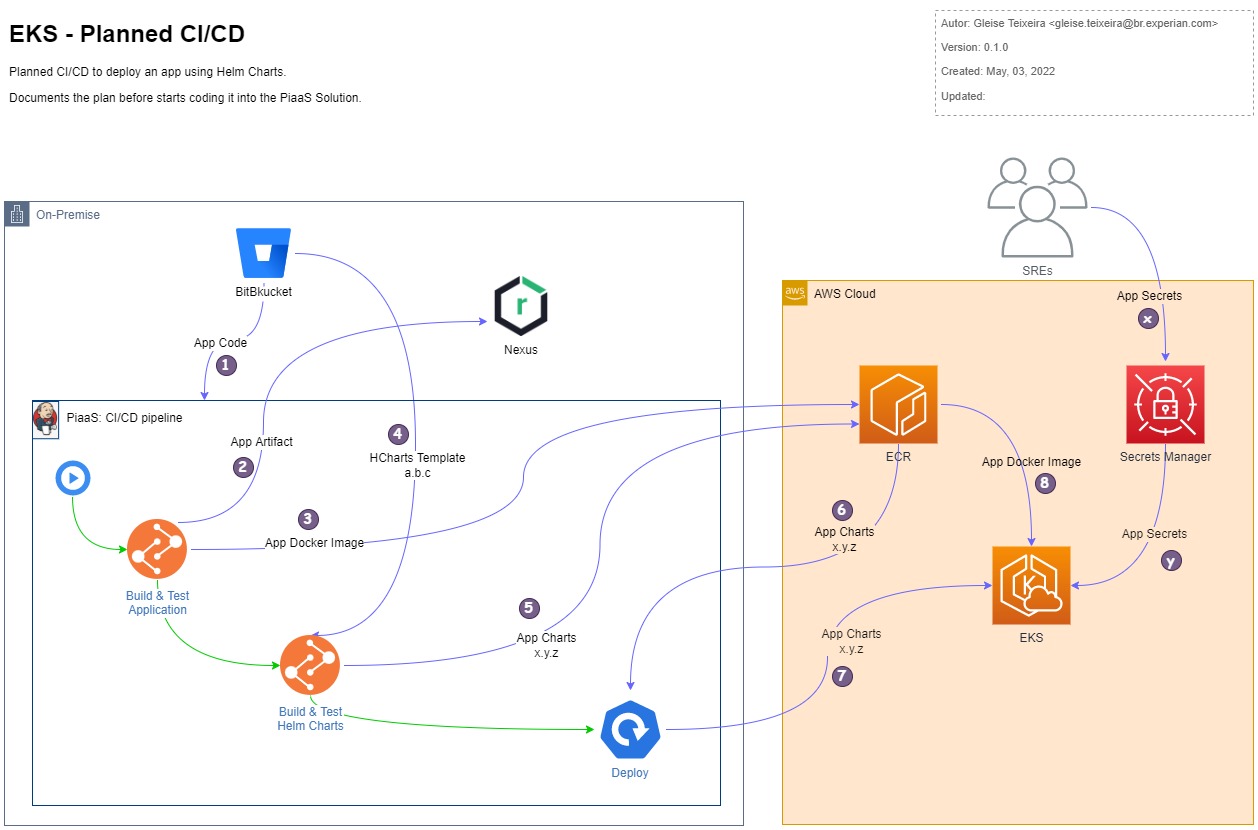 EKS - Planned CI/CD
Planned CI/CD to deploy an app using Helm Charts.
Documents the plan before starts coding it into the PiaaS Solution.
Autor: Gleise Teixeira <gleise.teixeira@br.experian.com>
Version: 0.1.0
Created: May, 03, 2022
Updated:
SREs
On-Premise
BitBkucket
App Code
1
Nexus
PiaaS: CI/CD pipeline
App Artifact
2
4
HCharts Template
a.b.c
3
App Docker Image
Build & Test
Application
5
App Charts
x.y.z
Build & Test
Helm Charts
Deploy
aws
AWS Cloud
App Secrets
x
ECR
Secrets Manager
App Docker Image
8
6
App Charts
x.y.z
App Secrets
y
K
EKS
App Charts
x.y.z
7
r